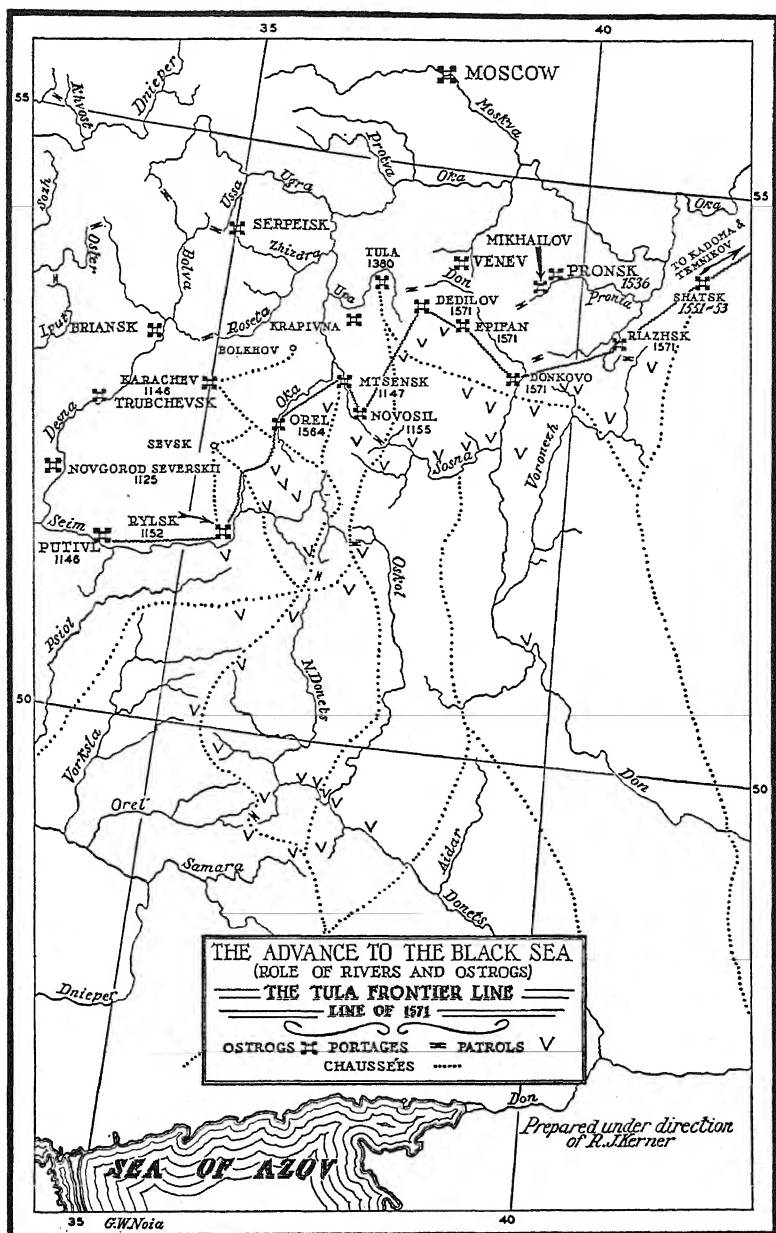 35
40
MOSCOW
55
Khvost
Dnieper
Moskva
Protva
Oka
55
Sozh
Ussa
Ugra
Oka
Oster
SERPEISK
Bolva
Zhizdra
TULA
1380
VENEV
MIKHAILOV
PRONSK
1536
TO KADOMA &
TEMNIKOV
Don
Pronia
SHATSK
1551-53
Iput
BRIANSK
Roseta
Upa
KRAPIVNA
DEDILOV
1571
EPIFAN
1571
RIAZHSK
1571
BOLKHOV
KARACHEV
1146
TRUBCHEVSK
Desna
Oka
MTSENSK
1147
DONKOVO
1571
OREL
1564
NOVOSIL
1155
SEVSK
Sosna
Voronezh
NOVGOROD SEVERSKII
1125
Seim
RYLSK
1152
PUTIVL
1146
Oskol
Psiol
N. Donets
50
Vorksla
Don
50
Orel
Aidar
Samara
Donets
THE ADVANCE TO THE BLACK SEA
(ROLE OF RIVERS AND OSTROGS)
THE TULA FRONTIER LINE
LINE OF 1571
OSTROGS PORTAGES PATROLS
CHAUSSÉES
Dnieper
Don
Prepared under direction
of R.J.Kerner
SEA OF AZOV
35
G.W.Noia
40